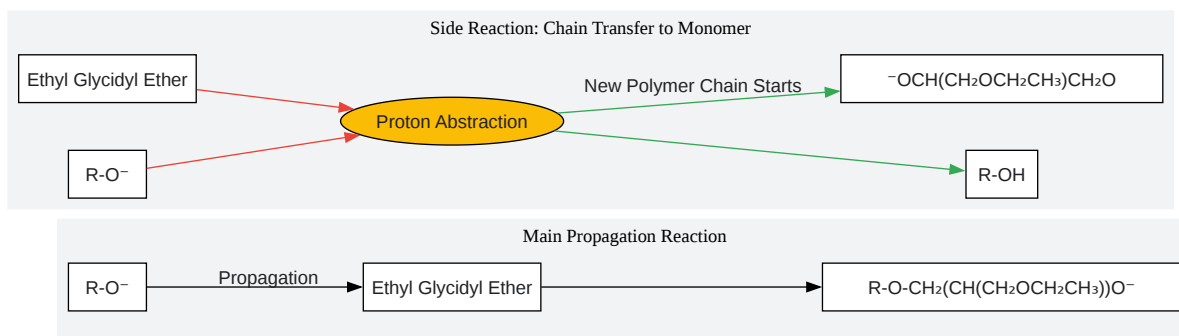 Side Reaction: Chain Transfer to Monomer
Ethyl Glycidyl Ether
New Polymer Chain Starts
⁻OCH(CH₂OCH₂CH₃)CH₂O
Proton Abstraction
R-O⁻
R-OH
Main Propagation Reaction
R-O⁻
Propagation
Ethyl Glycidyl Ether
R-O-CH₂(CH(CH₂OCH₂CH₃))O⁻